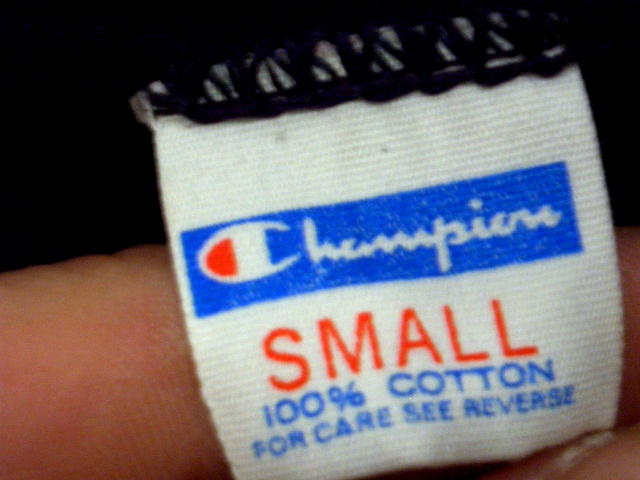 Champion
SMALL
100% COTTON
FOR CARE SEE REVERSE